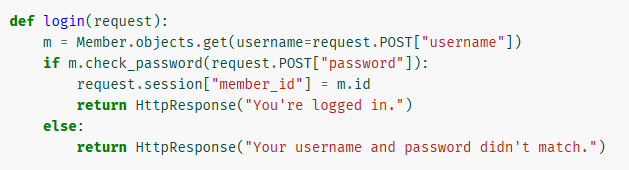 def login(request):
    m = Member.objects.get(username=request.POST["username"])
    if m.check_password(request.POST["password"]):
        request.session["member_id"] = m.id
        return HttpResponse("You're logged in.")
    else:
        return HttpResponse("Your username and password didn't match.")